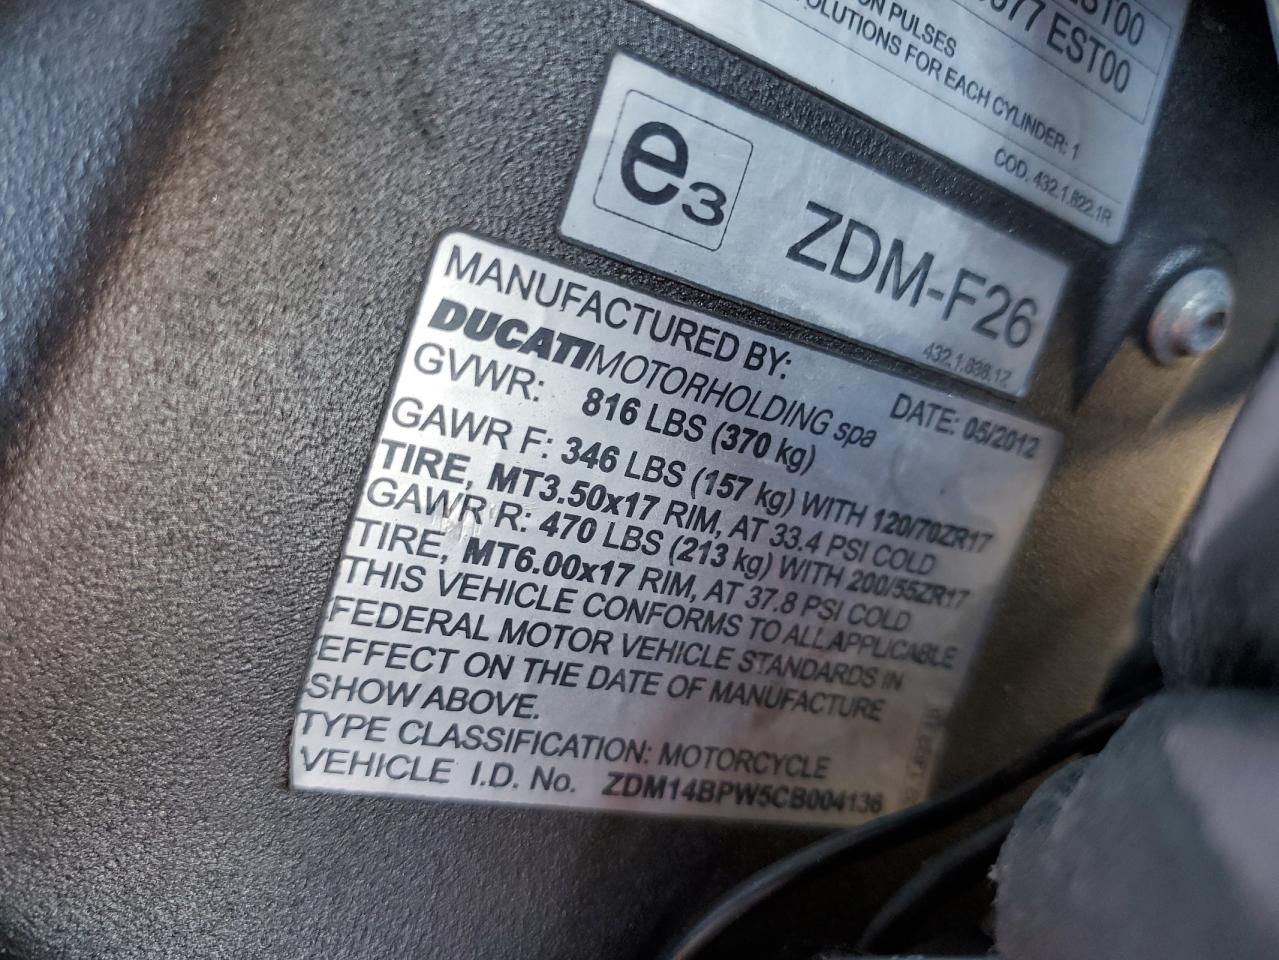 EST00
077 EST00
ON PULSES
OLUTIONS FOR EACH CYLINDER: 1
COD. 432.1.822.1R
e3
ZDM-F26
432.1.838.1Z
MANUFACTURED BY:
DUCATIMOTORHOLDING spa
DATE: 05/2012
GVWR: 816 LBS (370 kg)
GAWR F: 346 LBS (157 kg) WITH 120/70ZR17
TIRE, MT3.50x17 RIM, AT 33.4 PSI COLD
GAWR R: 470 LBS (213 kg) WITH 200/55ZR17
TIRE, MT6.00x17 RIM, AT 37.8 PSI COLD
THIS VEHICLE CONFORMS TO ALL APPLICABLE
FEDERAL MOTOR VEHICLE STANDARDS IN
EFFECT ON THE DATE OF MANUFACTURE
SHOW ABOVE.
TYPE CLASSIFICATION: MOTORCYCLE
VEHICLE I.D. No. ZDM14BPW5CB004136